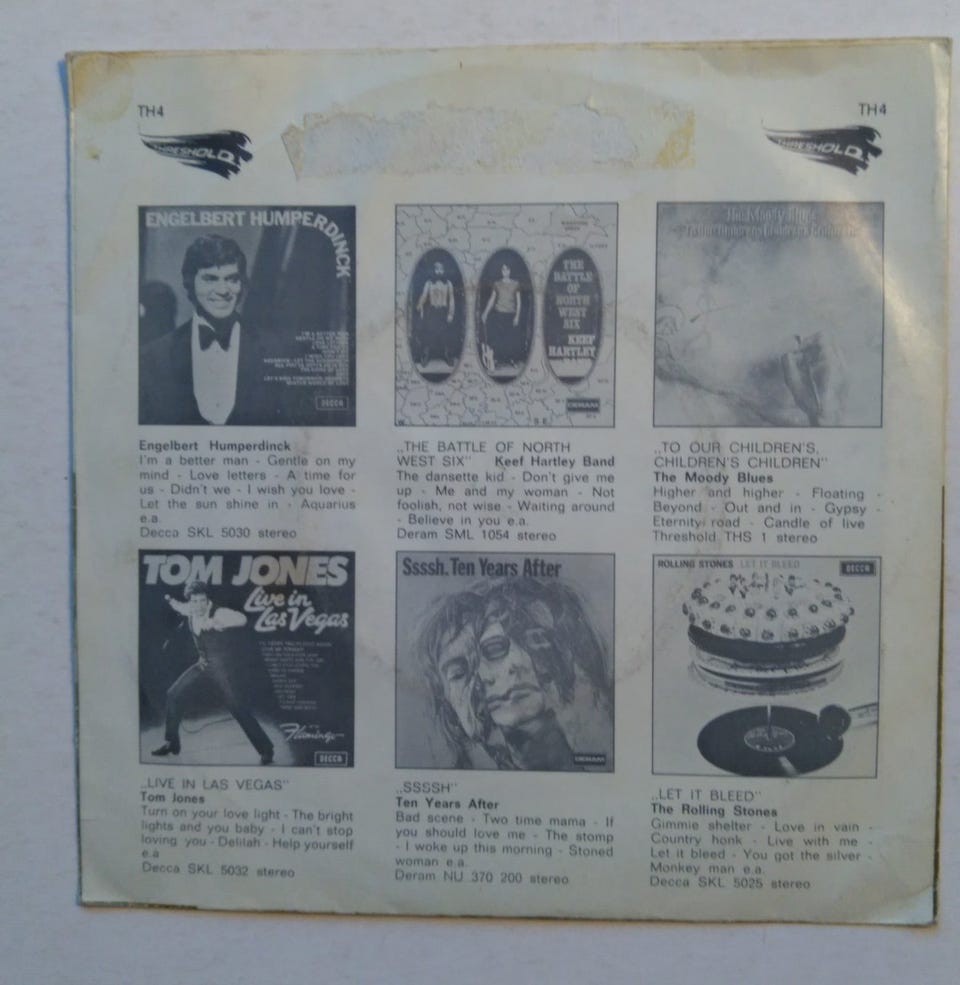 TH4
TH4
THRESHOLD
THRESHOLD
ENGELBERT HUMPERDINCK
DECCA
Engelbert Humperdinck
I'm a better man - Gentle on my
mind - Love letters - A time for
us - Didn't we - I wish you love -
Let the sun shine in - Aquarius
e.a.
Decca SKL 5030 stereo
THE
BATTLE
OF
NORTH
WEST
SIX
KEEF
HARTLEY
DERAM
„THE BATTLE OF NORTH
WEST SIX" Keef Hartley Band
The dansette kid - Don't give me
up - Me and my woman - Not
foolish, not wise - Waiting around
- Believe in you e.a.
Deram SML 1054 stereo
The Moody Blues
„TO OUR CHILDREN'S,
CHILDREN'S CHILDREN"
The Moody Blues
Higher and higher - Floating -
Beyond - Out and in - Gypsy -
Eternity road - Candle of live
Threshold THS 1 stereo
TOM JONES
Live in
Las Vegas
Flamingo
DECCA
„LIVE IN LAS VEGAS"
Tom Jones
Turn on your love light - The bright
lights and you baby - I can't stop
loving you - Delilah - Help yourself
e.a
Decca SKL 5032 stereo
Ssssh. Ten Years After
DERAM
„SSSSH"
Ten Years After
Bad scene - Two time mama - If
you should love me - The stomp
- I woke up this morning - Stoned
woman e.a.
Deram NU 370 200 stereo
ROLLING STONES LET IT BLEED
DECCA
„LET IT BLEED"
The Rolling Stones
Gimmie shelter - Love in vain -
Country honk - Live with me -
Let it bleed - You got the silver -
Monkey man e.a.
Decca SKL 5025 stereo